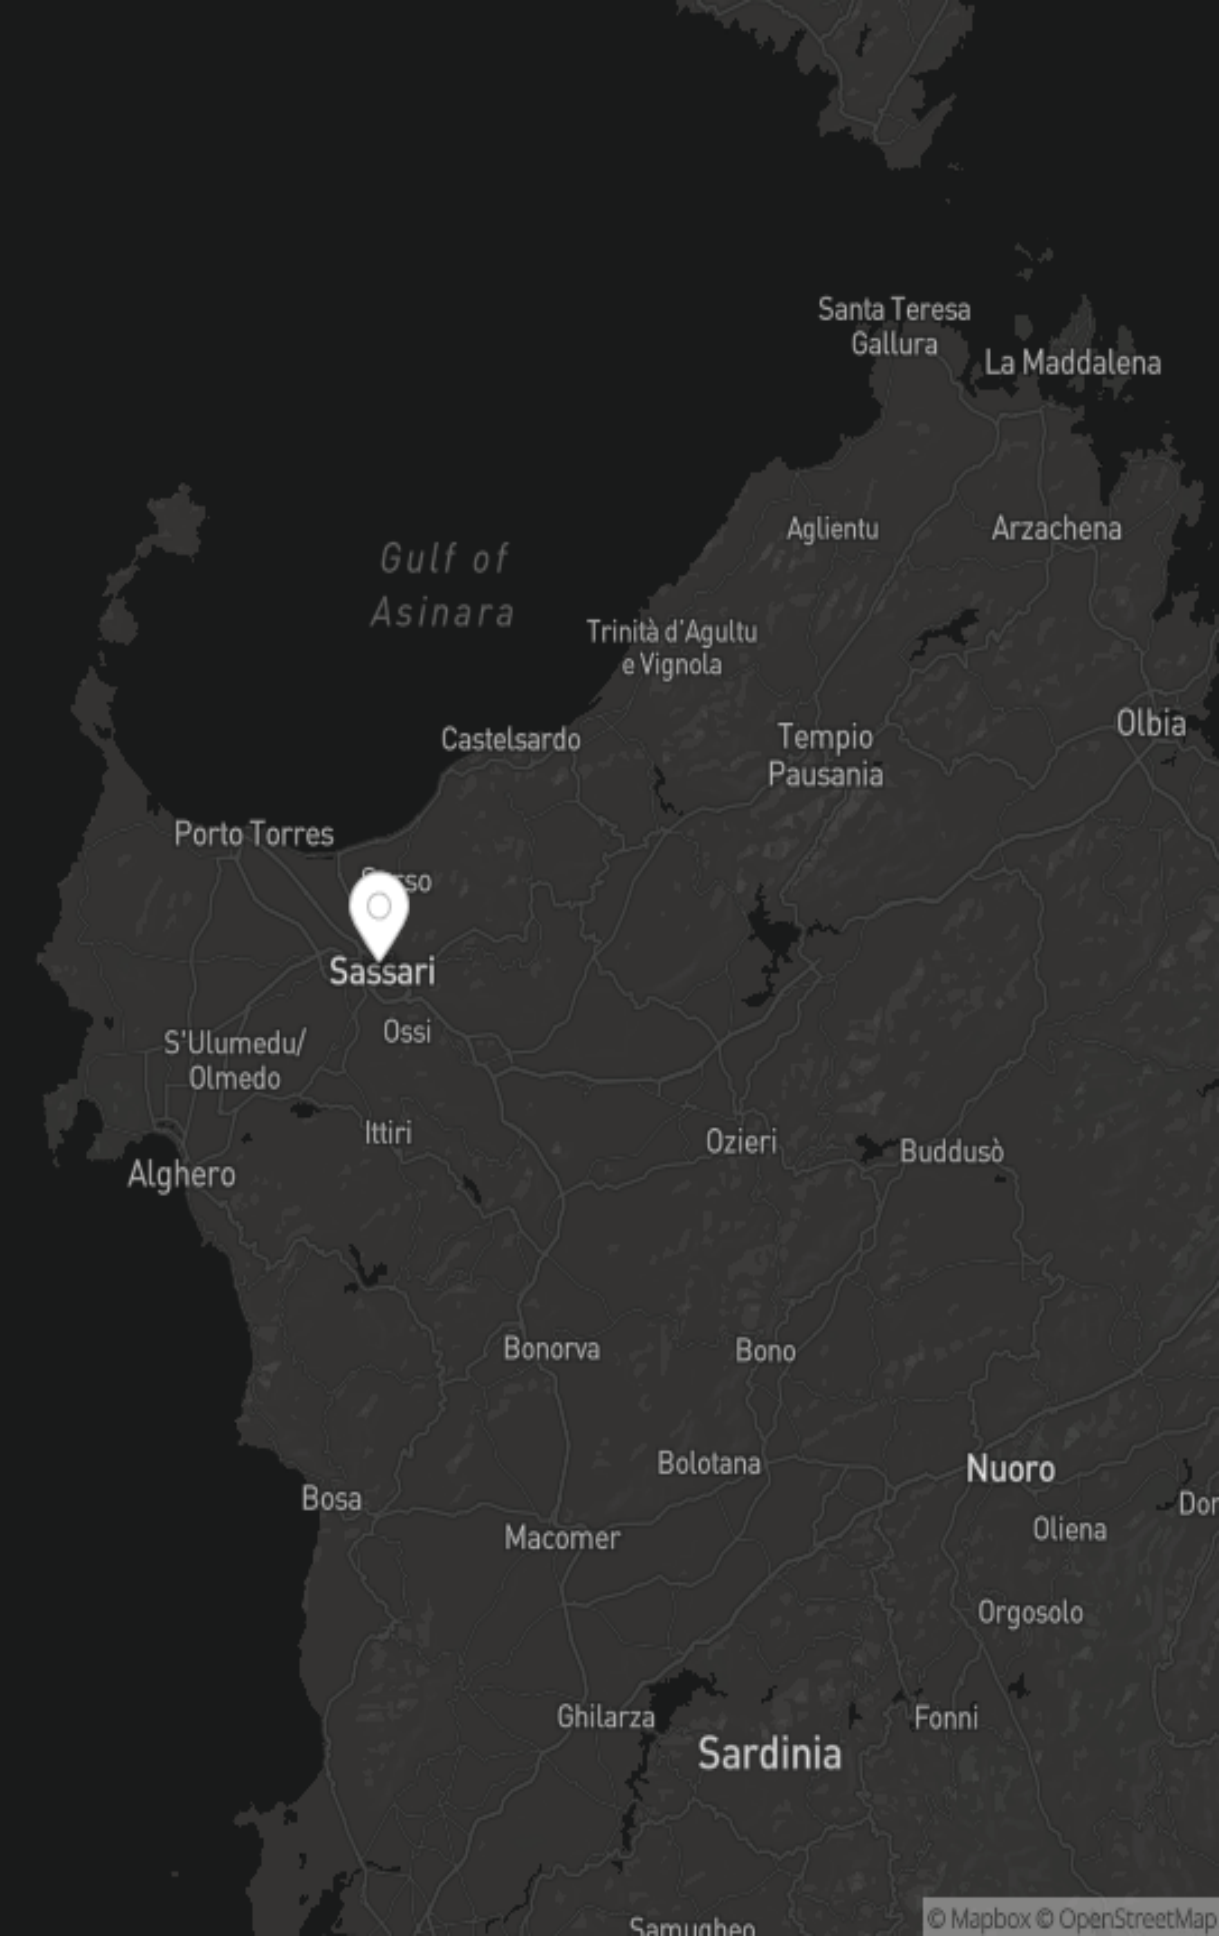 Santa Teresa
Gallura
La Maddalena
Aglientu
Arzachena
Gulf of
Asinara
Trinità d'Agultu
e Vignola
Olbia
Castelsardo
Tempio
Pausania
Porto Torres
Sassari
Ossi
S'Ulumedu/
Olmedo
Ittiri
Ozieri
Buddusò
Alghero
Bonorva
Bono
Bolotana
Nuoro
Bosa
Dor
Macomer
Oliena
Orgosolo
Ghilarza
Fonni
Sardinia
Samugheo
© Mapbox © OpenStreetMap